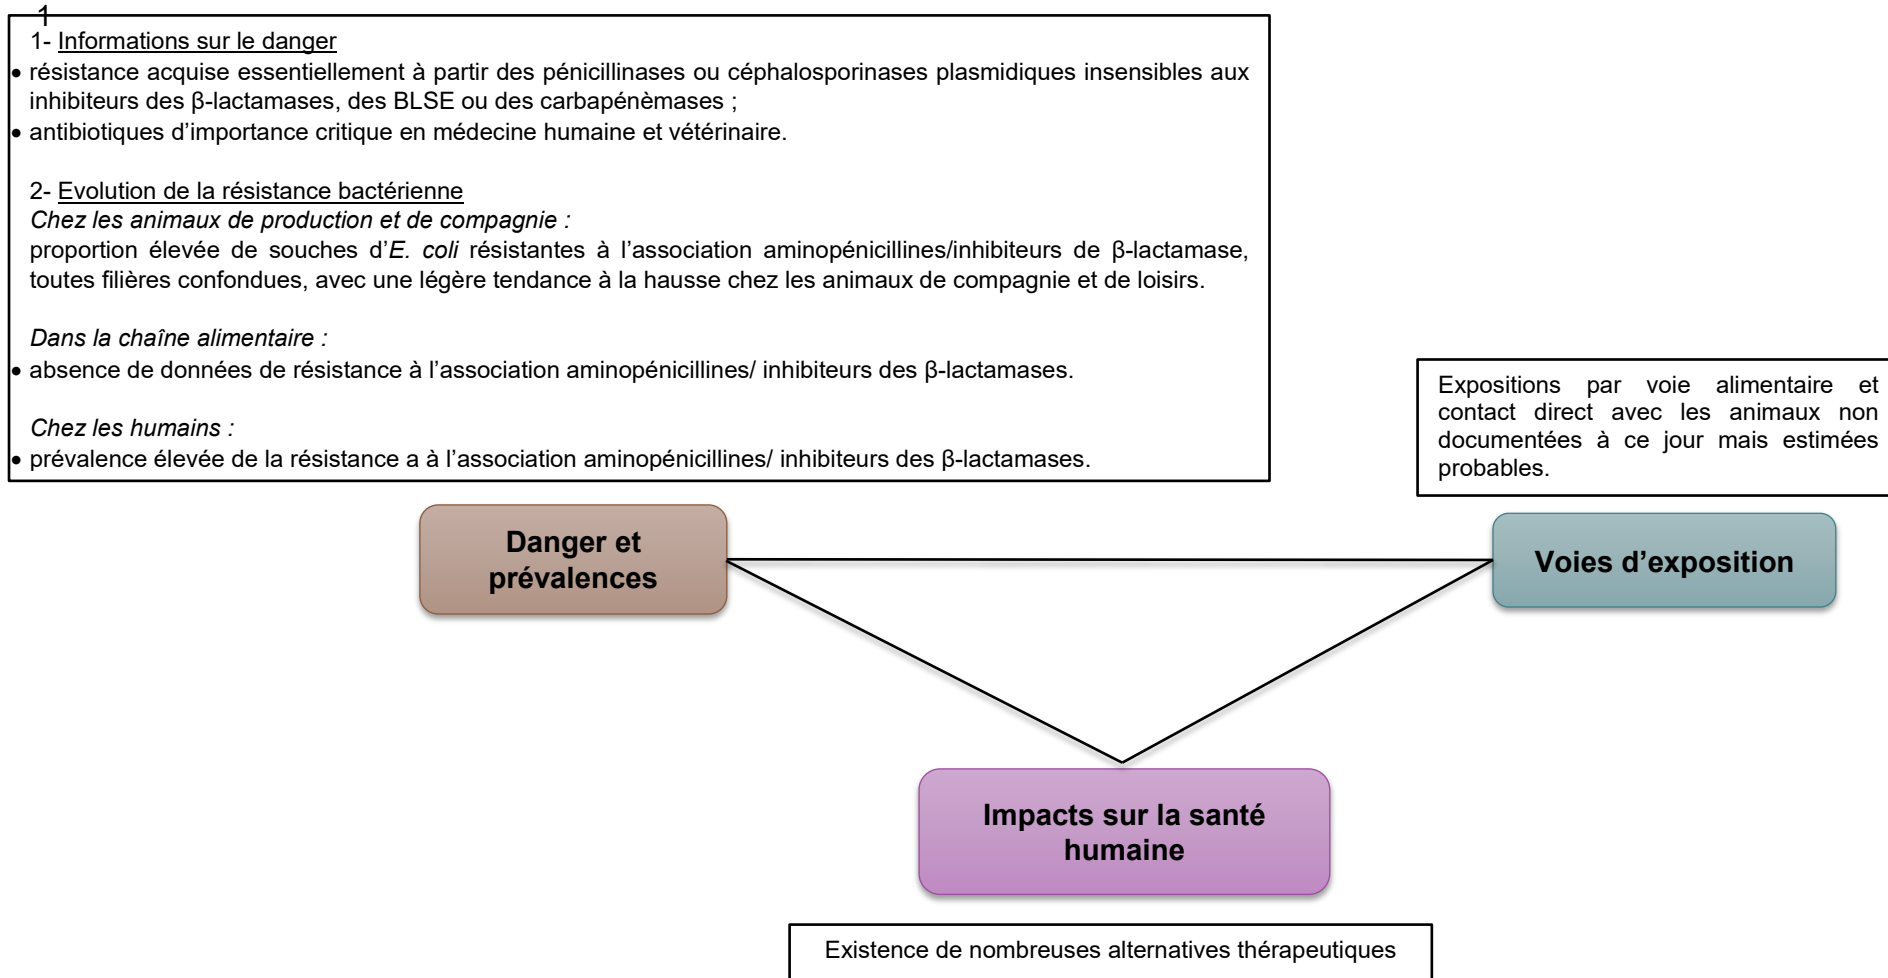 1
1- Informations sur le danger
• résistance acquise essentiellement à partir des pénicillinases ou céphalosporinases plasmidiques insensibles aux
inhibiteurs des β-lactamases, des BLSE ou des carbapénèmases ;
• antibiotiques d’importance critique en médecine humaine et vétérinaire.
2- Evolution de la résistance bactérienne
Chez les animaux de production et de compagnie :
proportion élevée de souches d’E. coli résistantes à l’association aminopénicillines/inhibiteurs de β-lactamase,
toutes filières confondues, avec une légère tendance à la hausse chez les animaux de compagnie et de loisirs.
Dans la chaîne alimentaire :
• absence de données de résistance à l’association aminopénicillines/ inhibiteurs des β-lactamases.
Chez les humains :
• prévalence élevée de la résistance a à l’association aminopénicillines/ inhibiteurs des β-lactamases.
Expositions par voie alimentaire et
contact direct avec les animaux non
documentées à ce jour mais estimées
probables.
Danger et
prévalences
Voies d’exposition
Impacts sur la santé
humaine
Existence de nombreuses alternatives thérapeutiques